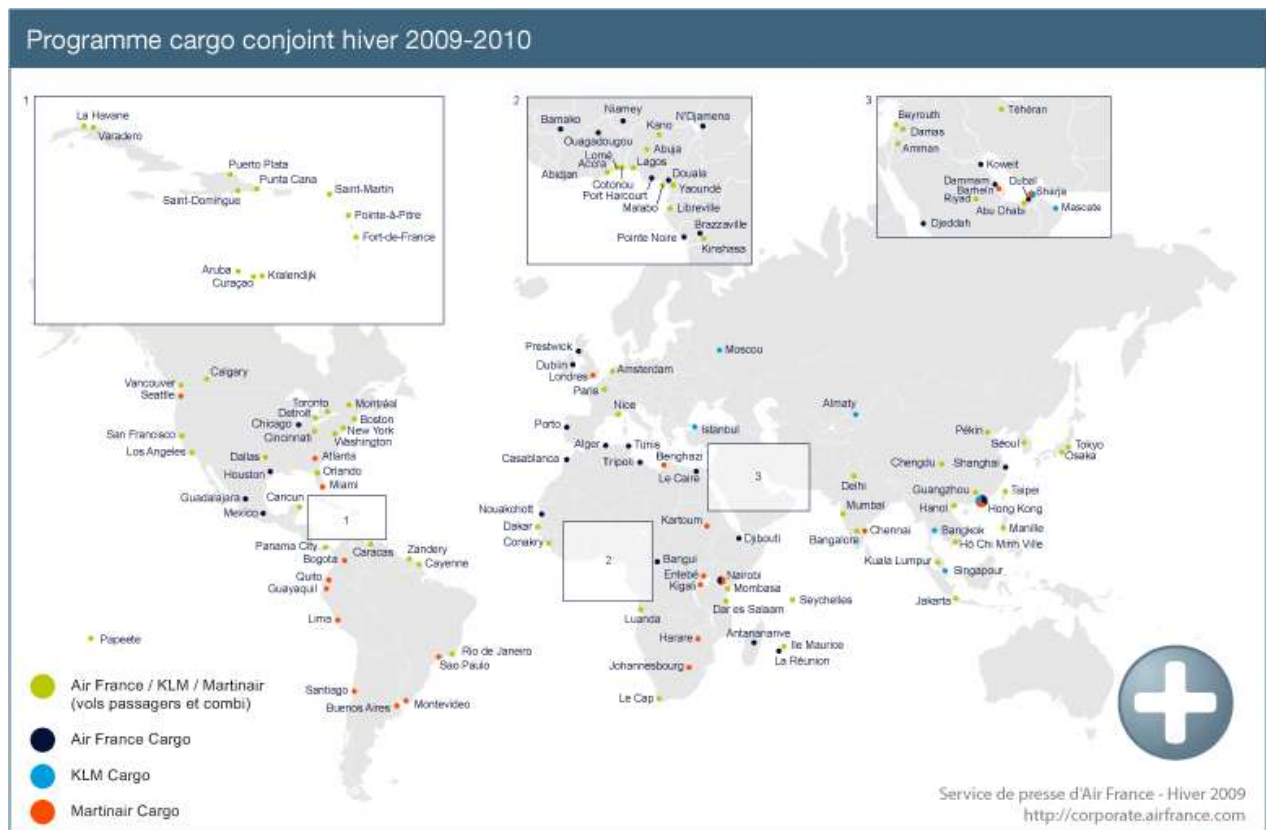 Programme cargo conjoint hiver 2009-2010
1
La Havane
Varadero
Puerto Plata
Punta Cana
Saint-Domingue
Saint-Martin
Pointe-à-Pitre
Fort-de-France
Aruba
Curaçao
Kralendijk
2
Niamey
Bamako
N'Djamena
Ouagadougou
Kano
Lomé
Abuja
Accra
Lagos
Abidjan
Cotonou
Douala
Port Harcourt
Yaoundé
Malabo
Libreville
Brazzaville
Pointe Noire
Kinshasa
3
Téhéran
Beyrouth
Damas
Amman
Koweit
Dammam
Dubaï
Barhein
Sharja
Riyad
Abu Dhabi
Mascate
Djeddah
Prestwick
Moscou
Dublin
Amsterdam
Londres
Paris
Calgary
Vancouver
Seattle
Toronto
Montréal
Nice
Almaty
Detroit
Boston
Chicago
New York
Porto
Istanbul
Cincinnati
Washington
San Francisco
Pékin
Séoul
Tokyo
Osaka
Los Angeles
Dallas
Atlanta
Alger
Tunis
Benghazi
Casablanca
Tripoli
Le Caire
3
Chengdu
Shanghai
Houston
Orlando
Miami
Delhi
Guadalajara
Cancun
Mexico
1
Nouakchott
Dakar
Conakry
Kartoum
Djibouti
Mumbai
Guangzhou
Taipei
Hanoï
Hong Kong
Bangalore
Chennai
Bangkok
Manille
Hô Chi Minh Ville
Panama City
Caracas
Zandery
Bogota
Cayenne
2
Bangui
Kuala Lumpur
Singapour
Quito
Guayaquil
Entebé
Nairobi
Kigali
Mombasa
Dar es Salaam
Seychelles
Jakarta
Lima
Luanda
Papeete
Harare
Antananarive
Ile Maurice
La Réunion
Rio de Janeiro
Sao Paulo
Johannesbourg
Santiago
Buenos Aires
Montevideo
Le Cap
Air France / KLM / Martinair
(vols passagers et combi)
Air France Cargo
KLM Cargo
Martinair Cargo
Service de presse d'Air France - Hiver 2009
http://corporate.airfrance.com